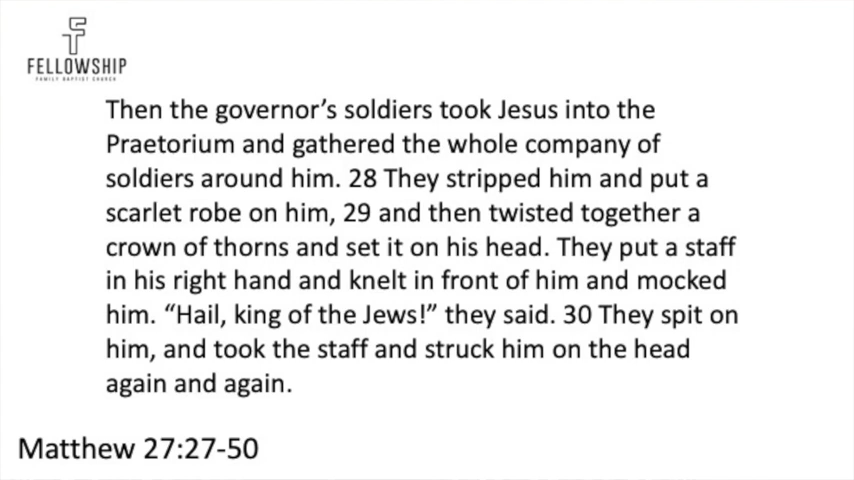 FELLOWSHIP
FAMILY BAPTIST CHURCH
Then the governor’s soldiers took Jesus into the
Praetorium and gathered the whole company of
soldiers around him. 28 They stripped him and put a
scarlet robe on him, 29 and then twisted together a
crown of thorns and set it on his head. They put a staff
in his right hand and knelt in front of him and mocked
him. “Hail, king of the Jews!” they said. 30 They spit on
him, and took the staff and struck him on the head
again and again.
Matthew 27:27-50